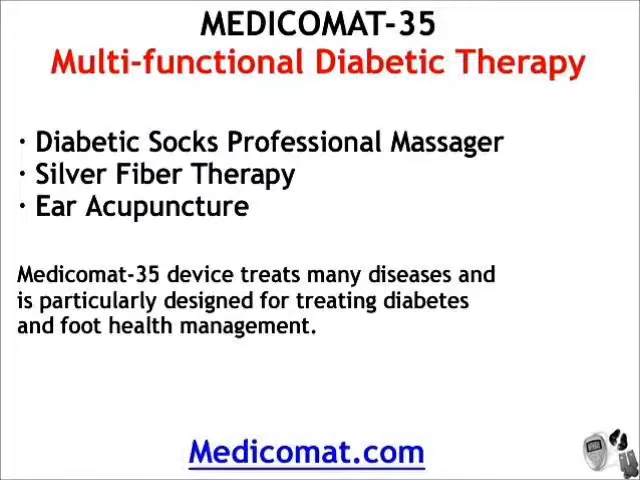 MEDICOMAT-35
Multi-functional Diabetic Therapy
· Diabetic Socks Professional Massager
· Silver Fiber Therapy
· Ear Acupuncture
Medicomat-35 device treats many diseases and
is particularly designed for treating diabetes
and foot health management.
Medicomat.com